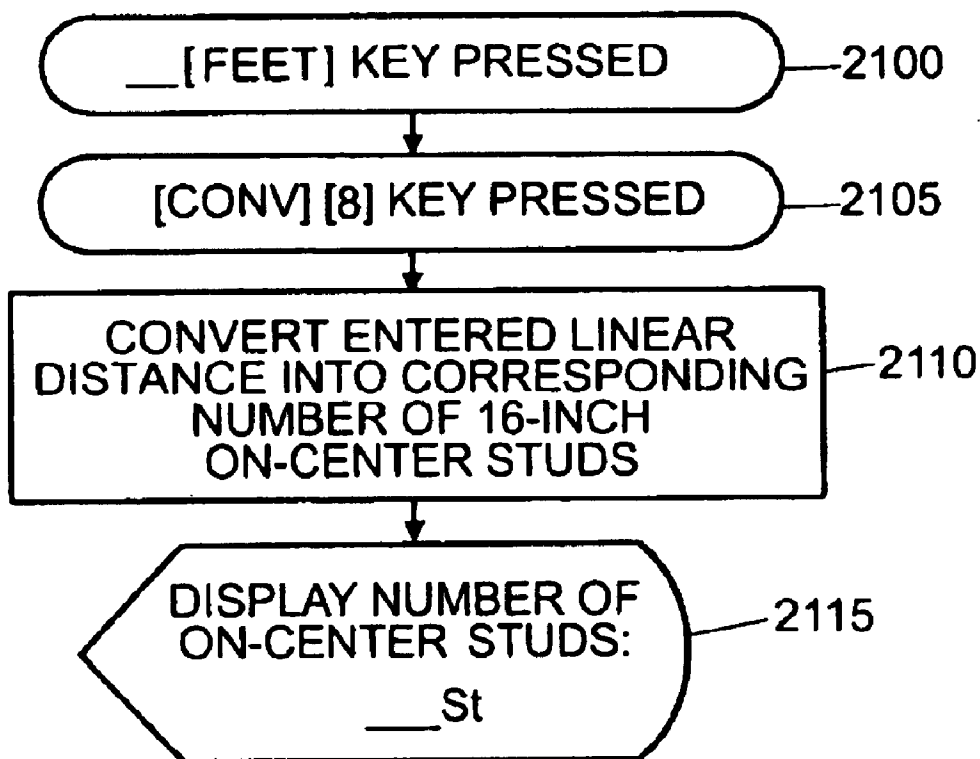 __[FEET] KEY PRESSED
2100
[CONV] [8] KEY PRESSED
2105
CONVERT ENTERED LINEAR
DISTANCE INTO CORRESPONDING
NUMBER OF 16-INCH
ON-CENTER STUDS
2110
DISPLAY NUMBER OF
ON-CENTER STUDS:
___St
2115